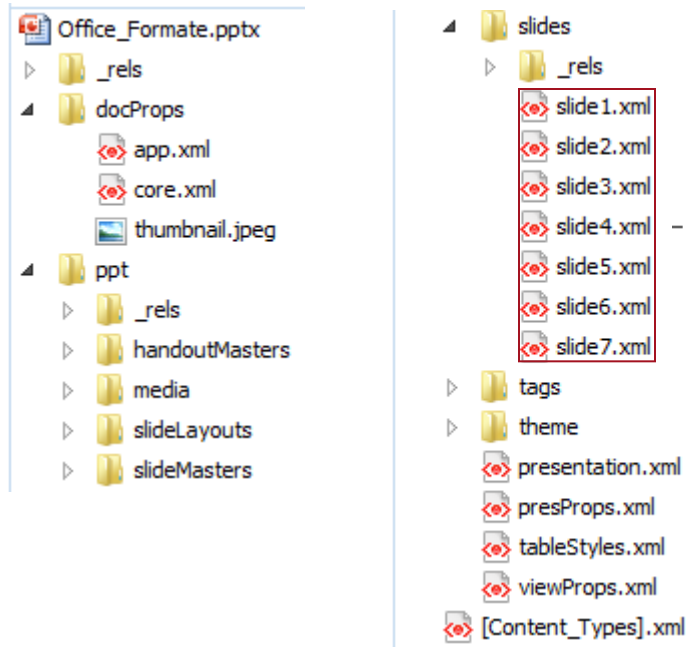 Office_Formate.pptx
_rels
docProps
app.xml
core.xml
thumbnail.jpeg
ppt
_rels
handoutMasters
media
slideLayouts
slideMasters
slides
_rels
slide1.xml
slide2.xml
slide3.xml
slide4.xml
slide5.xml
slide6.xml
slide7.xml
tags
theme
presentation.xml
presProps.xml
tableStyles.xml
viewProps.xml
[Content_Types].xml